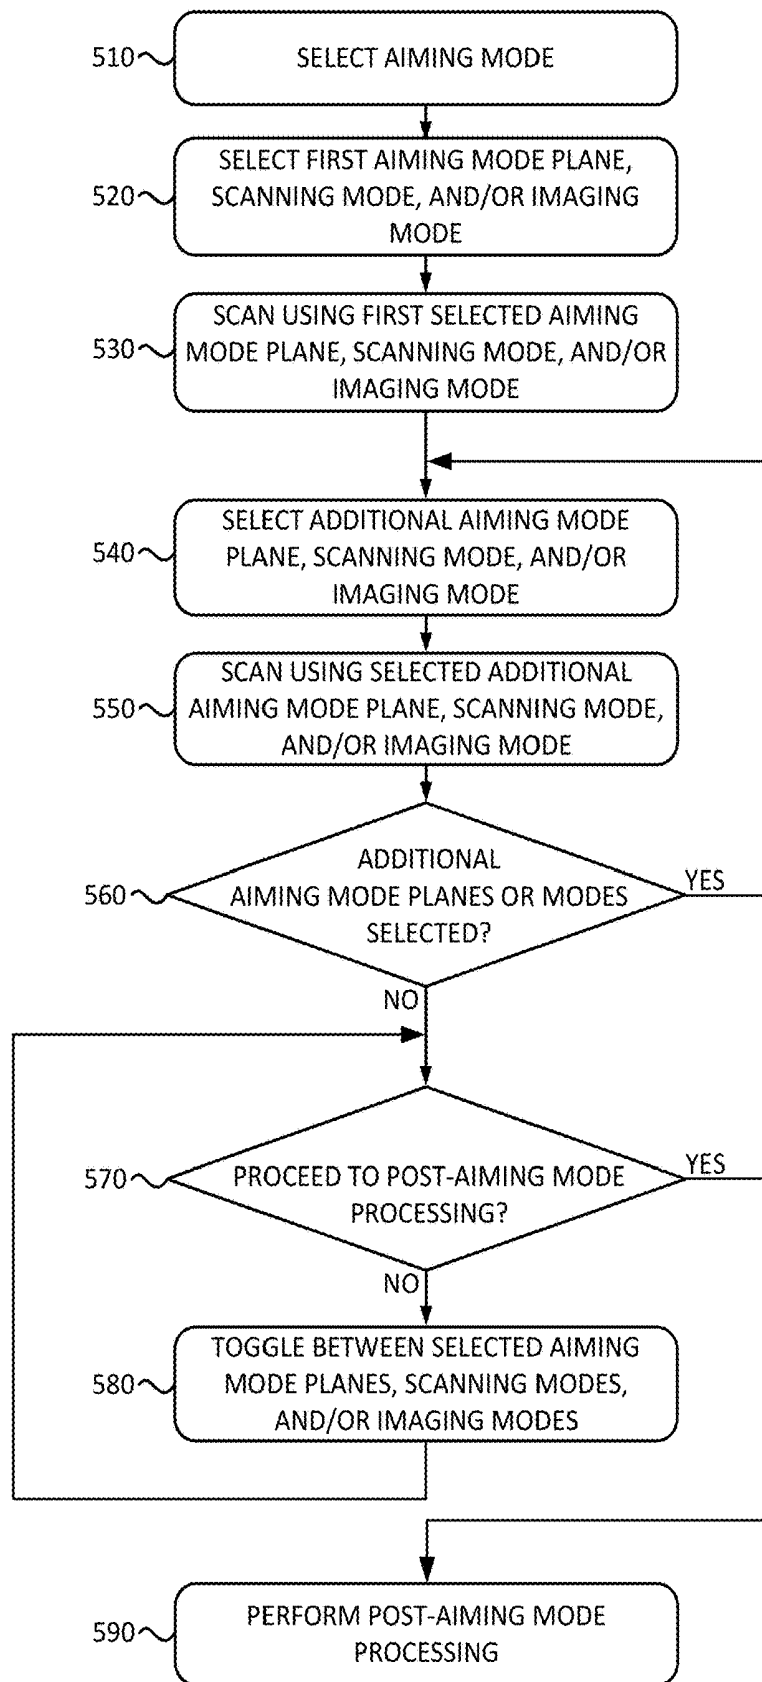 510
SELECT AIMING MODE
520
SELECT FIRST AIMING MODE PLANE,
SCANNING MODE, AND/OR IMAGING
MODE
530
SCAN USING FIRST SELECTED AIMING
MODE PLANE, SCANNING MODE, AND/OR
IMAGING MODE
540
SELECT ADDITIONAL AIMING MODE
PLANE, SCANNING MODE, AND/OR
IMAGING MODE
550
SCAN USING SELECTED ADDITIONAL
AIMING MODE PLANE, SCANNING MODE,
AND/OR IMAGING MODE
560
ADDITIONAL
AIMING MODE PLANES OR MODES
SELECTED?
YES
NO
570
PROCEED TO POST-AIMING MODE
PROCESSING?
YES
NO
580
TOGGLE BETWEEN SELECTED AIMING
MODE PLANES, SCANNING MODES,
AND/OR IMAGING MODES
590
PERFORM POST-AIMING MODE
PROCESSING